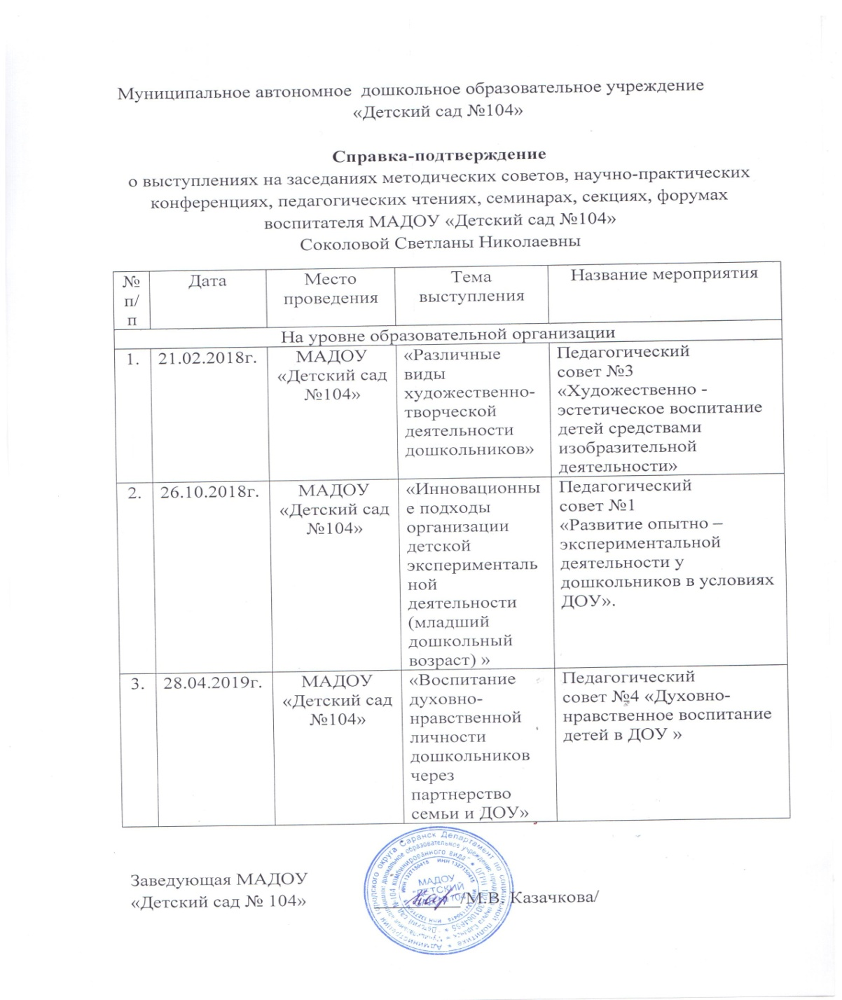 Муниципальное автономное дошкольное образовательное учреждение
«Детский сад №104»
Справка-подтверждение
о выступлениях на заседаниях методических советов, научно-практических
конференциях, педагогических чтениях, семинарах, секциях, форумах
воспитателя МАДОУ «Детский сад №104»
Соколовой Светланы Николаевны
№ п/п Дата Место проведения Тема выступления Название мероприятия
На уровне образовательной организации
1. 21.02.2018г. МАДОУ «Различные Педагогический
«Детский сад виды совет №3
№104» художественно- «Художественно -
творческой эстетическое воспитание
деятельности детей средствами
дошкольников» изобразительной
деятельности»
2. 26.10.2018г. МАДОУ «Инновационны Педагогический
«Детский сад е подходы совет №1
№104» организации «Развитие опытно –
детской экспериментальной
эксперименталь деятельности у
ной дошкольников в условиях
деятельности ДОУ».
(младший
дошкольный
возраст) »
3. 28.04.2019г. МАДОУ «Воспитание Педагогический
«Детский сад духовно- совет №4 «Духовно-
№104» нравственной нравственное воспитание
личности детей в ДОУ »
дошкольников
через
партнерство
семьи и ДОУ»
Заведующая МАДОУ
«Детский сад № 104» /М.В. Казачкова/
МАДОУ
"ДЕТСКИЙ
ИНН 1327150415